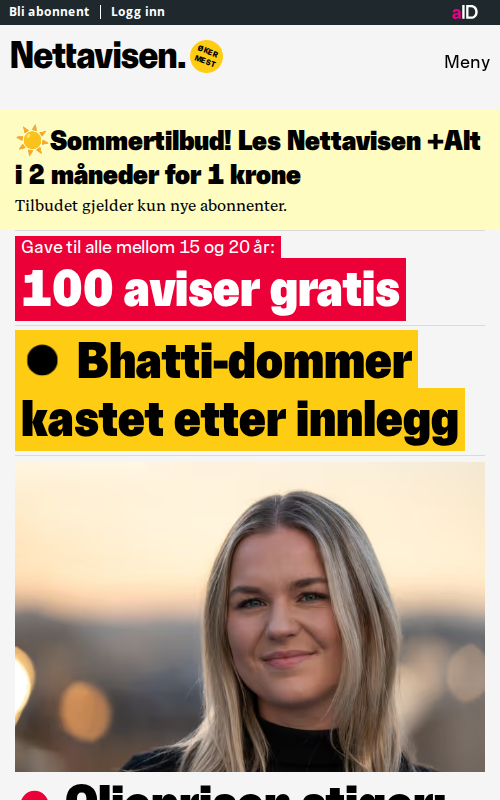 Bli abonnent | Logg inn
aID
Nettavisen.
ØKER
MEST
Meny
☀️Sommertilbud! Les Nettavisen +Alt
i 2 måneder for 1 krone
Tilbudet gjelder kun nye abonnenter.
Gave til alle mellom 15 og 20 år:
100 aviser gratis
● Bhatti-dommer
kastet etter innlegg
Oljeprisen stiger: